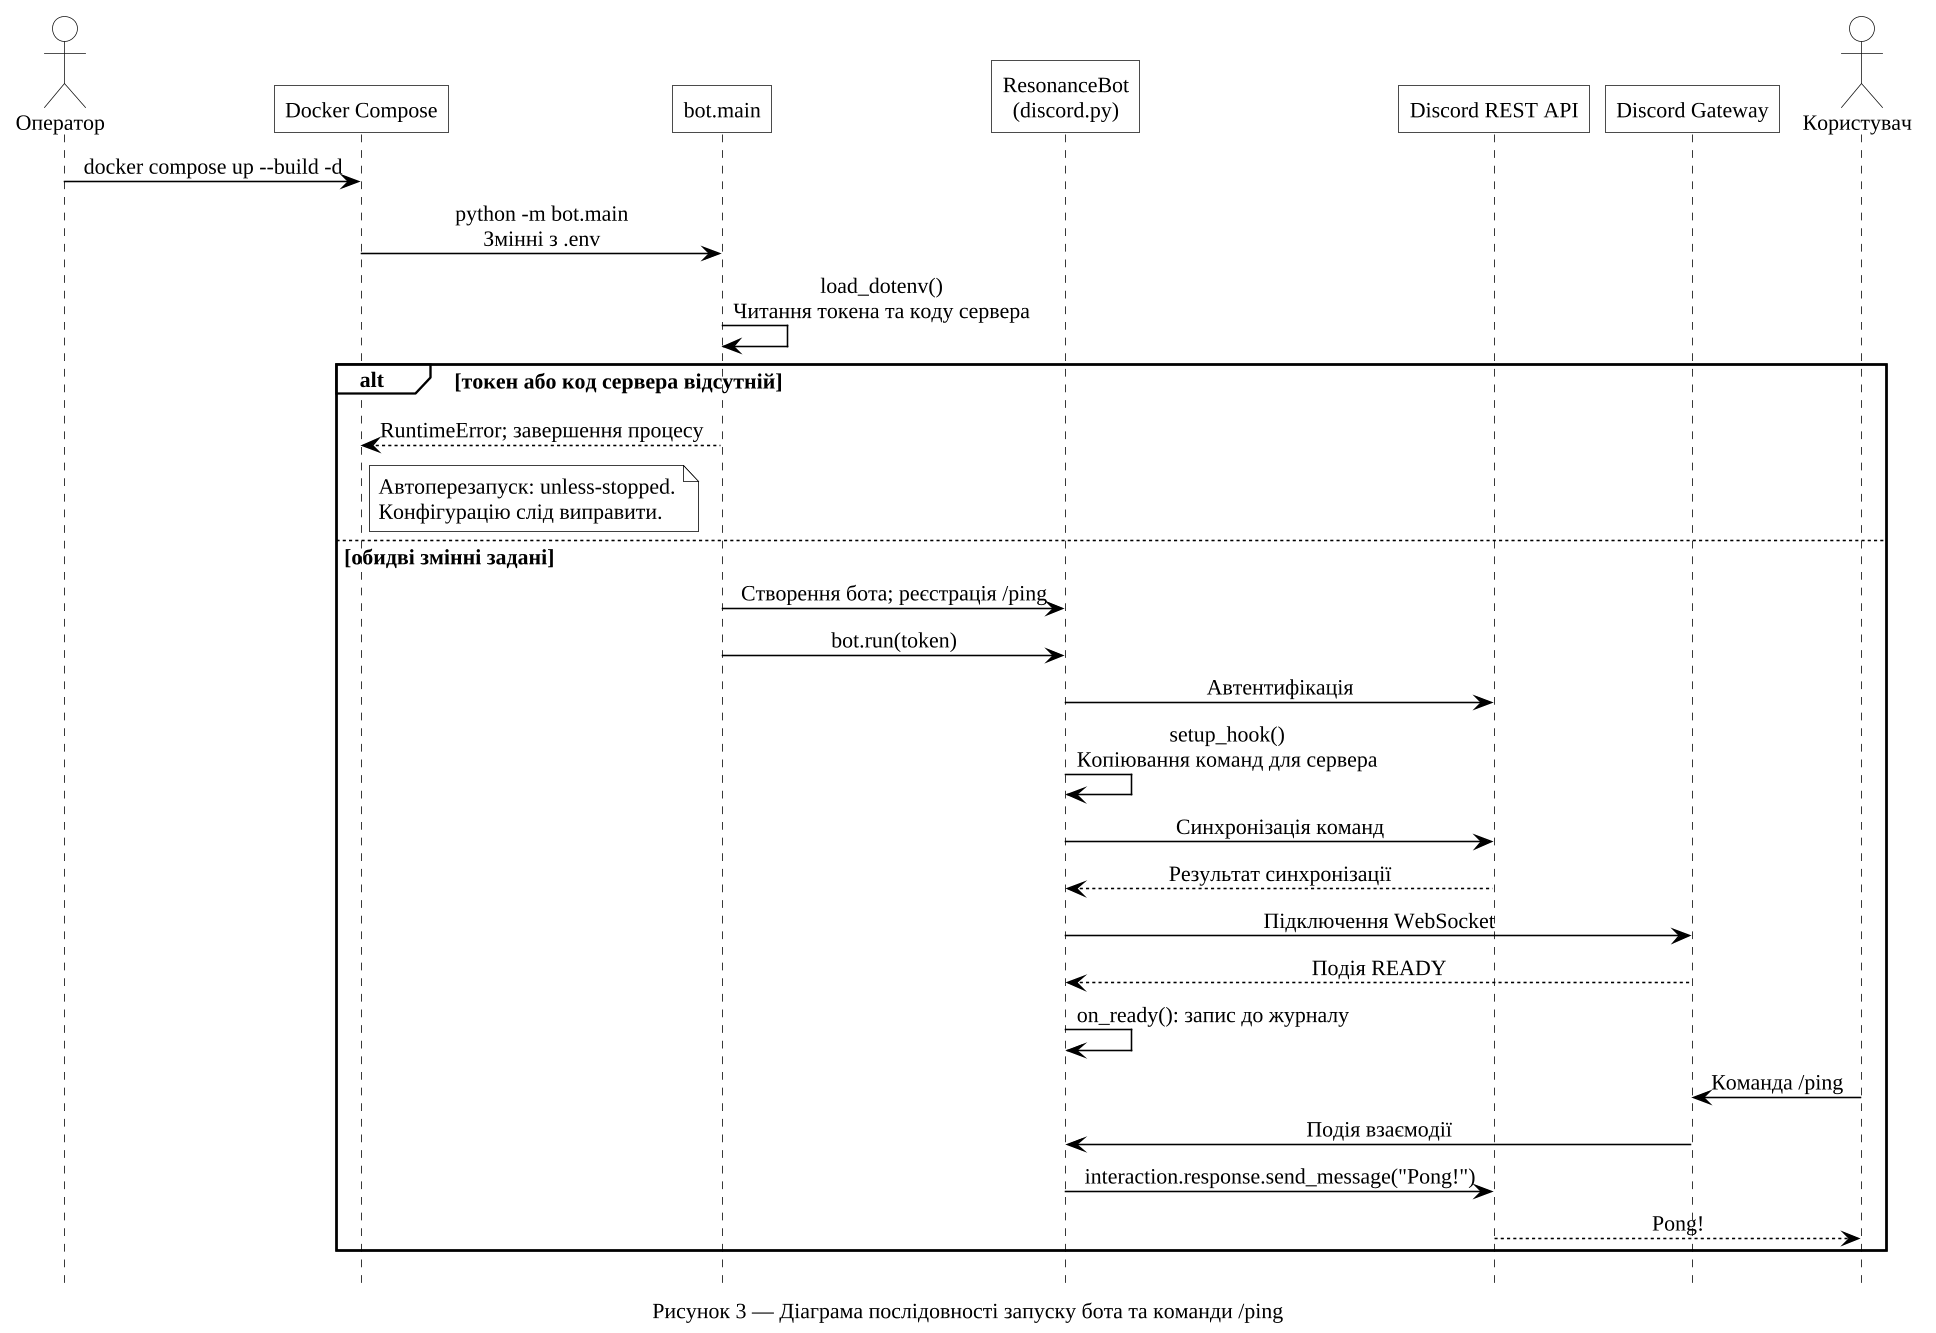 Оператор
Docker Compose
bot.main
ResonanceBot
(discord.py)
Discord REST API
Discord Gateway
Користувач
docker compose up --build -d
python -m bot.main
Змінні з .env
load_dotenv()
Читання токена та коду сервера
alt
[токен або код сервера відсутній]
RuntimeError; завершення процесу
Автоперезапуск: unless-stopped.
Конфігурацію слід виправити.
[обидві змінні задані]
Створення бота; реєстрація /ping
bot.run(token)
Автентифікація
setup_hook()
Копіювання команд для сервера
Синхронізація команд
Результат синхронізації
Підключення WebSocket
Подія READY
on_ready(): запис до журналу
Команда /ping
Подія взаємодії
interaction.response.send_message("Pong!")
Pong!
Рисунок 3 — Діаграма послідовності запуску бота та команди /ping